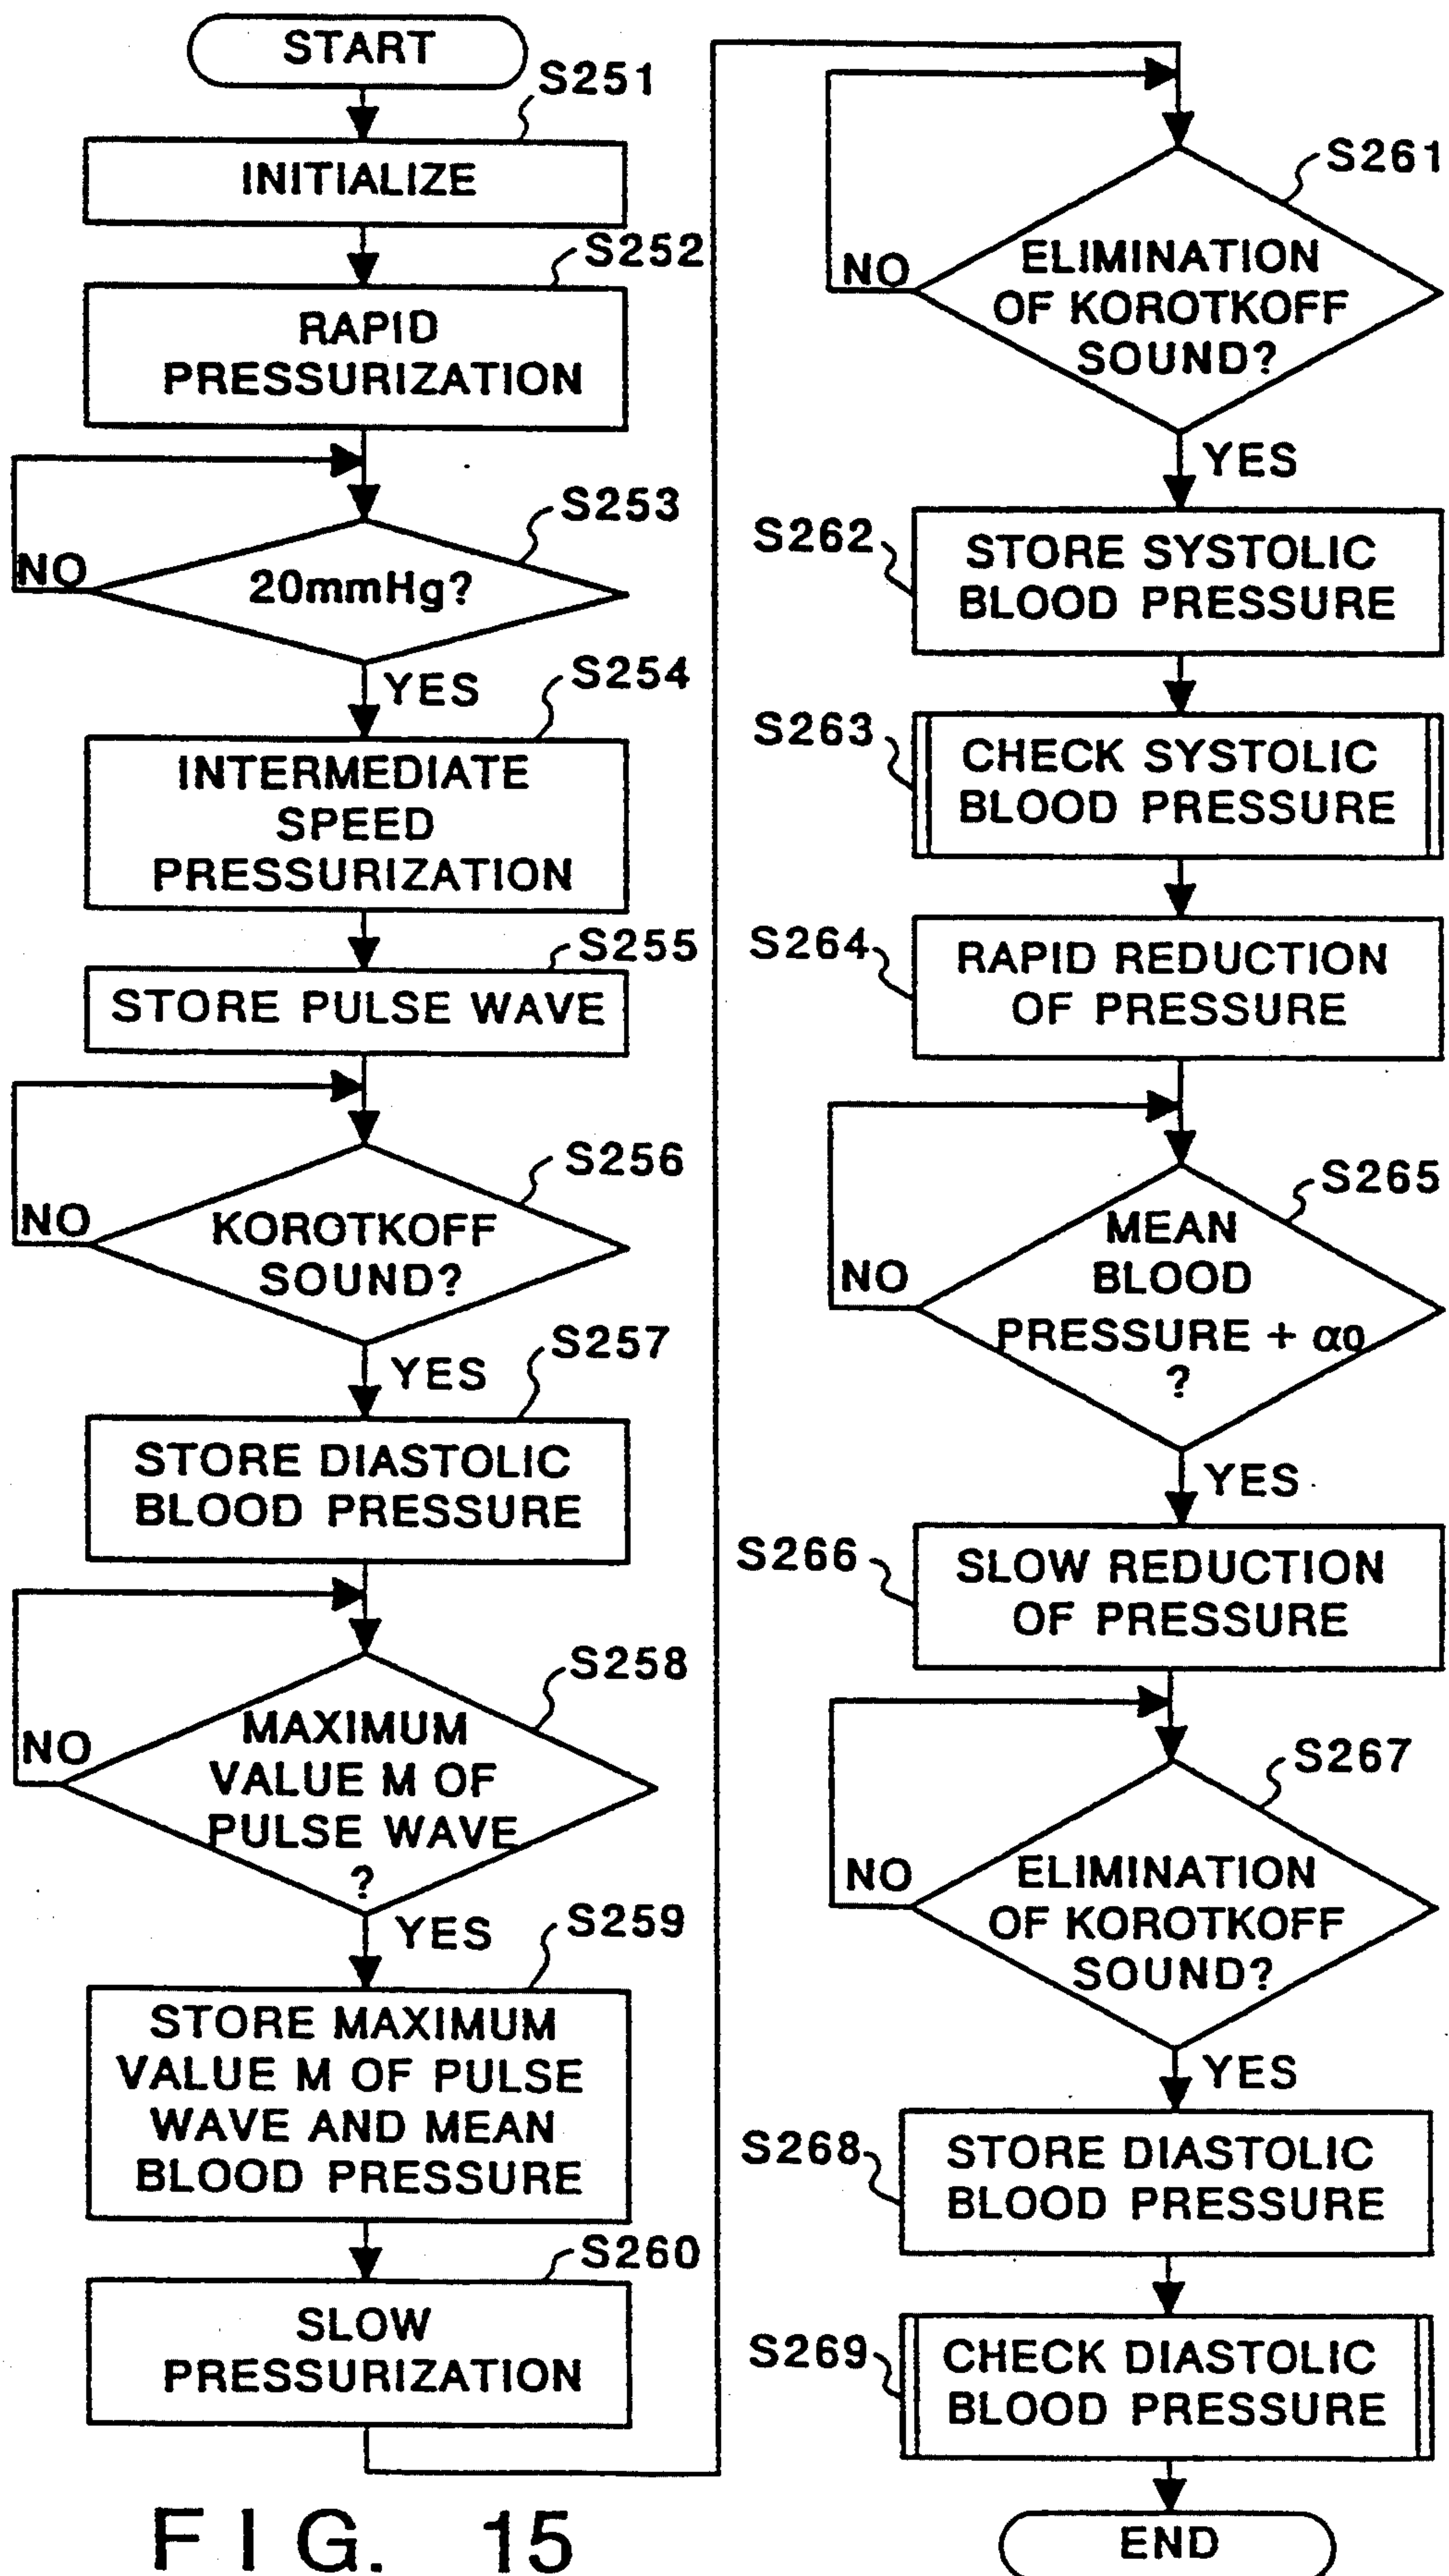 START
S251
INITIALIZE
S252
RAPID
PRESSURIZATION
S253
NO
20mmHg?
YES
S254
INTERMEDIATE
SPEED
PRESSURIZATION
S255
STORE PULSE WAVE
S256
NO
KOROTKOFF
SOUND?
YES
S257
STORE DIASTOLIC
BLOOD PRESSURE
S258
NO
MAXIMUM
VALUE M OF
PULSE WAVE
?
YES
S259
STORE MAXIMUM
VALUE M OF PULSE
WAVE AND MEAN
BLOOD PRESSURE
S260
SLOW
PRESSURIZATION
S261
NO
ELIMINATION
OF KOROTKOFF
SOUND?
YES
S262
STORE SYSTOLIC
BLOOD PRESSURE
S263
CHECK SYSTOLIC
BLOOD PRESSURE
S264
RAPID REDUCTION
OF PRESSURE
S265
NO
MEAN
BLOOD
PRESSURE + α0
?
YES
S266
SLOW REDUCTION
OF PRESSURE
S267
NO
ELIMINATION
OF KOROTKOFF
SOUND?
YES
S268
STORE DIASTOLIC
BLOOD PRESSURE
S269
CHECK DIASTOLIC
BLOOD PRESSURE
END
FIG. 15